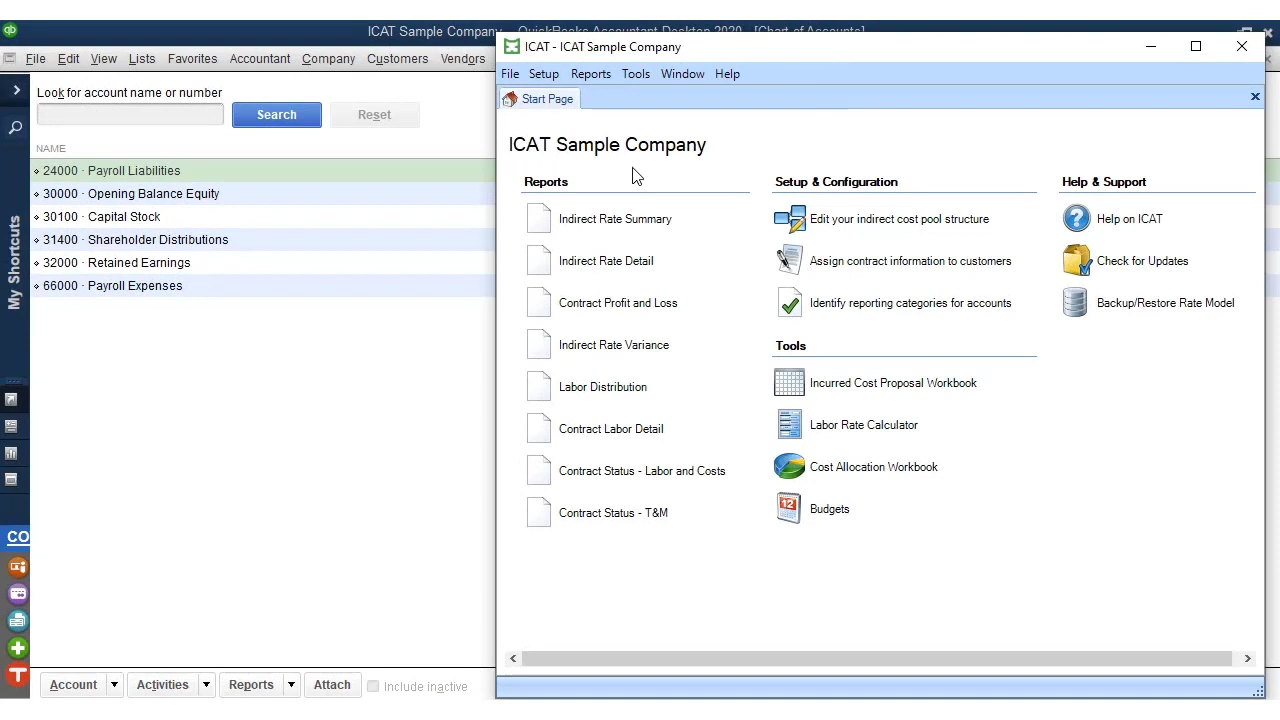 ICAT Sample Company - QuickBooks Accountant Desktop 2020 - [Chart of Accounts]
File Edit View Lists Favorites Accountant Company Customers Vendors
Look for account name or number
Search
Reset
NAME
24000 · Payroll Liabilities
30000 · Opening Balance Equity
30100 · Capital Stock
31400 · Shareholder Distributions
32000 · Retained Earnings
66000 · Payroll Expenses
My Shortcuts
CO
Account
Activities
Reports
Attach
Include inactive
ICAT - ICAT Sample Company
File Setup Reports Tools Window Help
Start Page
ICAT Sample Company
Reports
Indirect Rate Summary
Indirect Rate Detail
Contract Profit and Loss
Indirect Rate Variance
Labor Distribution
Contract Labor Detail
Contract Status - Labor and Costs
Contract Status - T&M
Setup & Configuration
Edit your indirect cost pool structure
Assign contract information to customers
Identify reporting categories for accounts
Tools
Incurred Cost Proposal Workbook
Labor Rate Calculator
Cost Allocation Workbook
12
Budgets
Help & Support
Help on ICAT
Check for Updates
Backup/Restore Rate Model